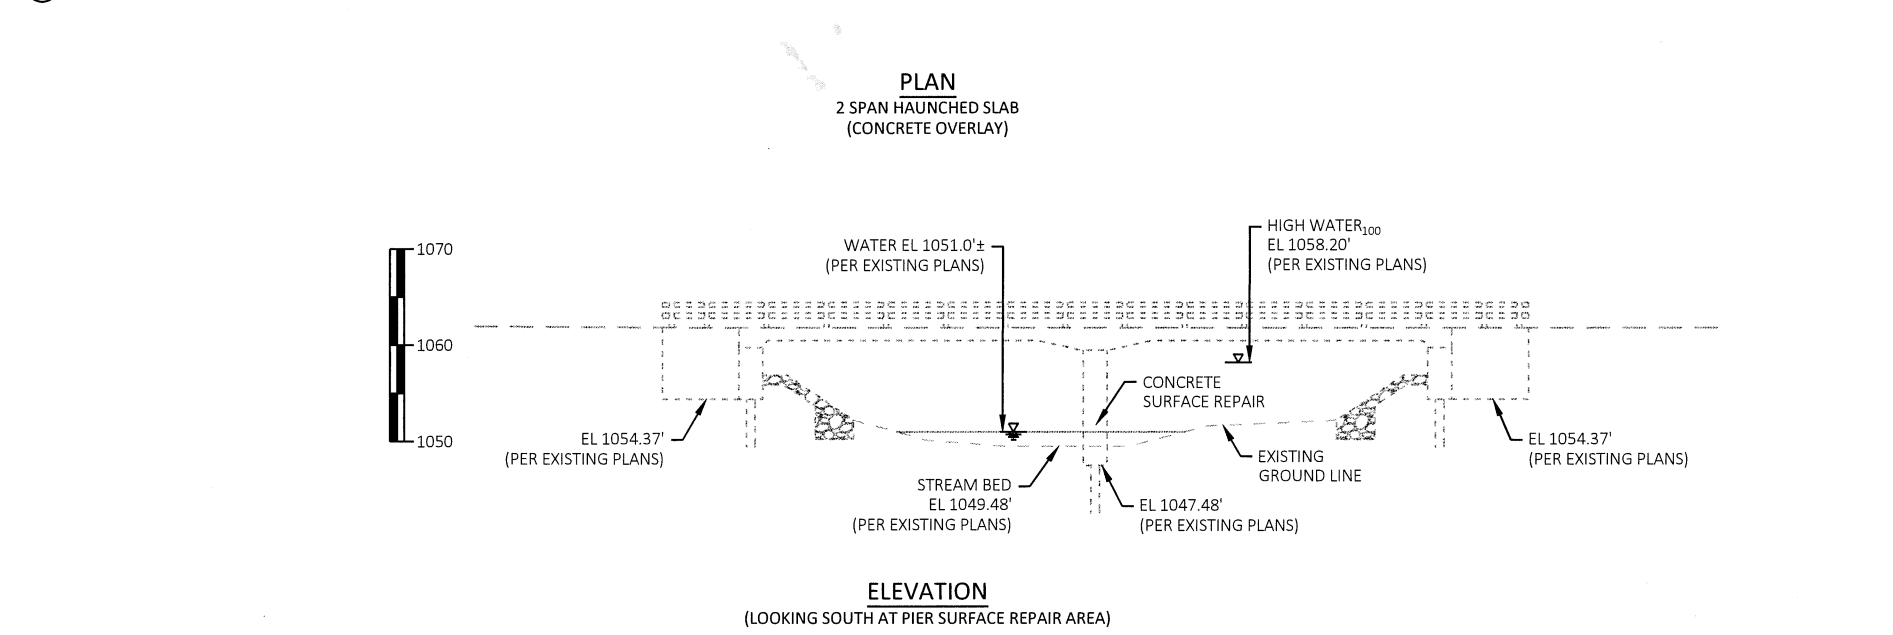 PLAN
2 SPAN HAUNCHED SLAB
(CONCRETE OVERLAY)
HIGH WATER100
EL 1058.20'
(PER EXISTING PLANS)
WATER EL 1051.0'±
(PER EXISTING PLANS)
1070
1060
1050
CONCRETE
SURFACE REPAIR
EL 1054.37'
(PER EXISTING PLANS)
EL 1054.37'
(PER EXISTING PLANS)
EXISTING
GROUND LINE
STREAM BED
EL 1049.48'
(PER EXISTING PLANS)
EL 1047.48'
(PER EXISTING PLANS)
ELEVATION
(LOOKING SOUTH AT PIER SURFACE REPAIR AREA)